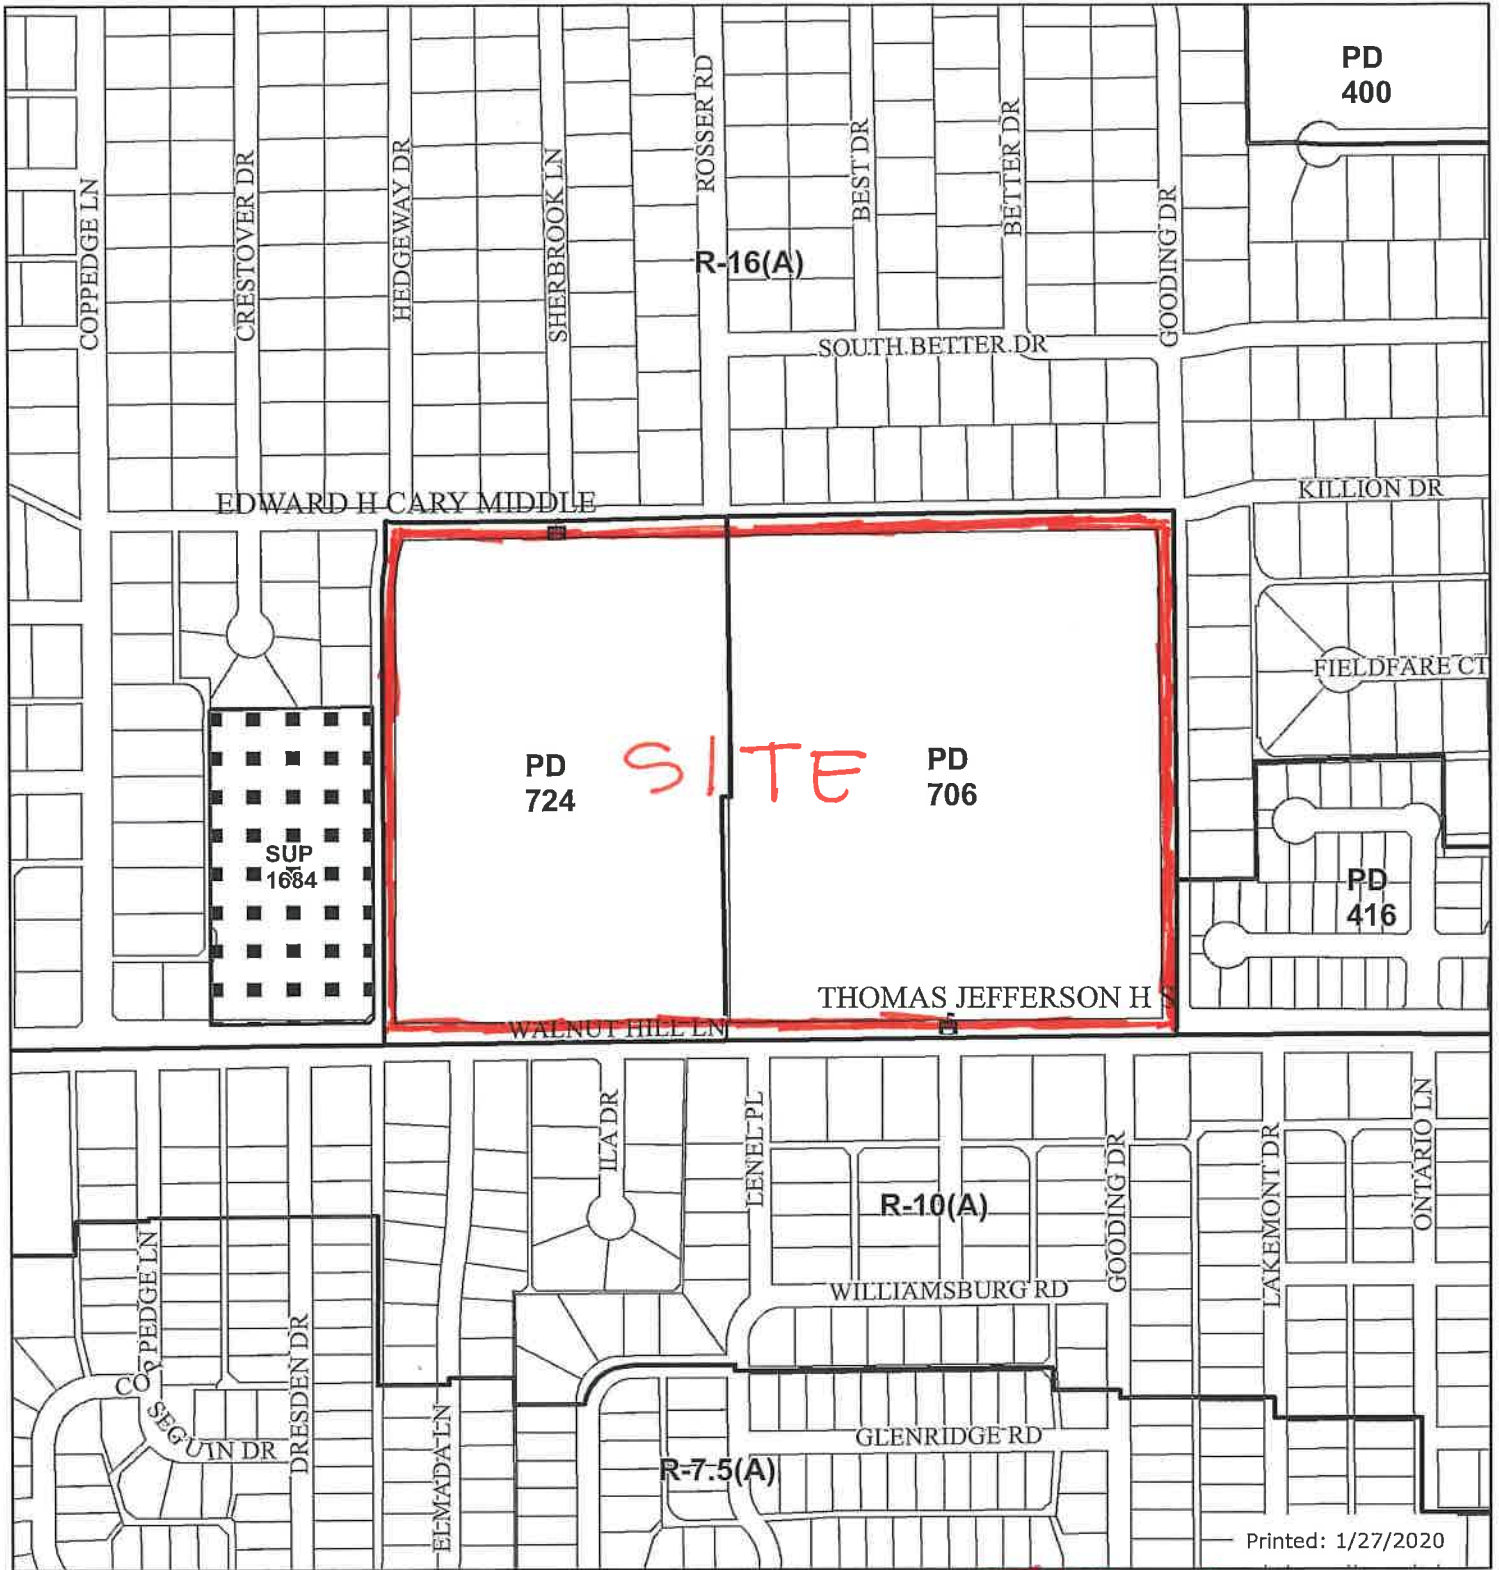 PD
400
COPPEDGE LN
CRESTOVER DR
HEDGEWAY DR
SHERBROOK LN
ROSSER RD
BEST DR
BETTER DR
GOODING DR
R-16(A)
SOUTH BETTER DR
EDWARD H CARY MIDDLE
KILLION DR
FIELDFARE CT
PD
724
SITE
PD
706
SUP
1684
PD
416
THOMAS JEFFERSON H S
WALNUT HILL LN
ILA DR
LENEL PL
R-10(A)
GOODING DR
LAKEMONT DR
ONTARIO LN
WILLIAMSBURG RD
COPPEDGE LN
CO
SEGUIN DR
DRESDEN DR
ELMADA LN
GLENRIDGE RD
R-7.5(A)
Printed: 1/27/2020